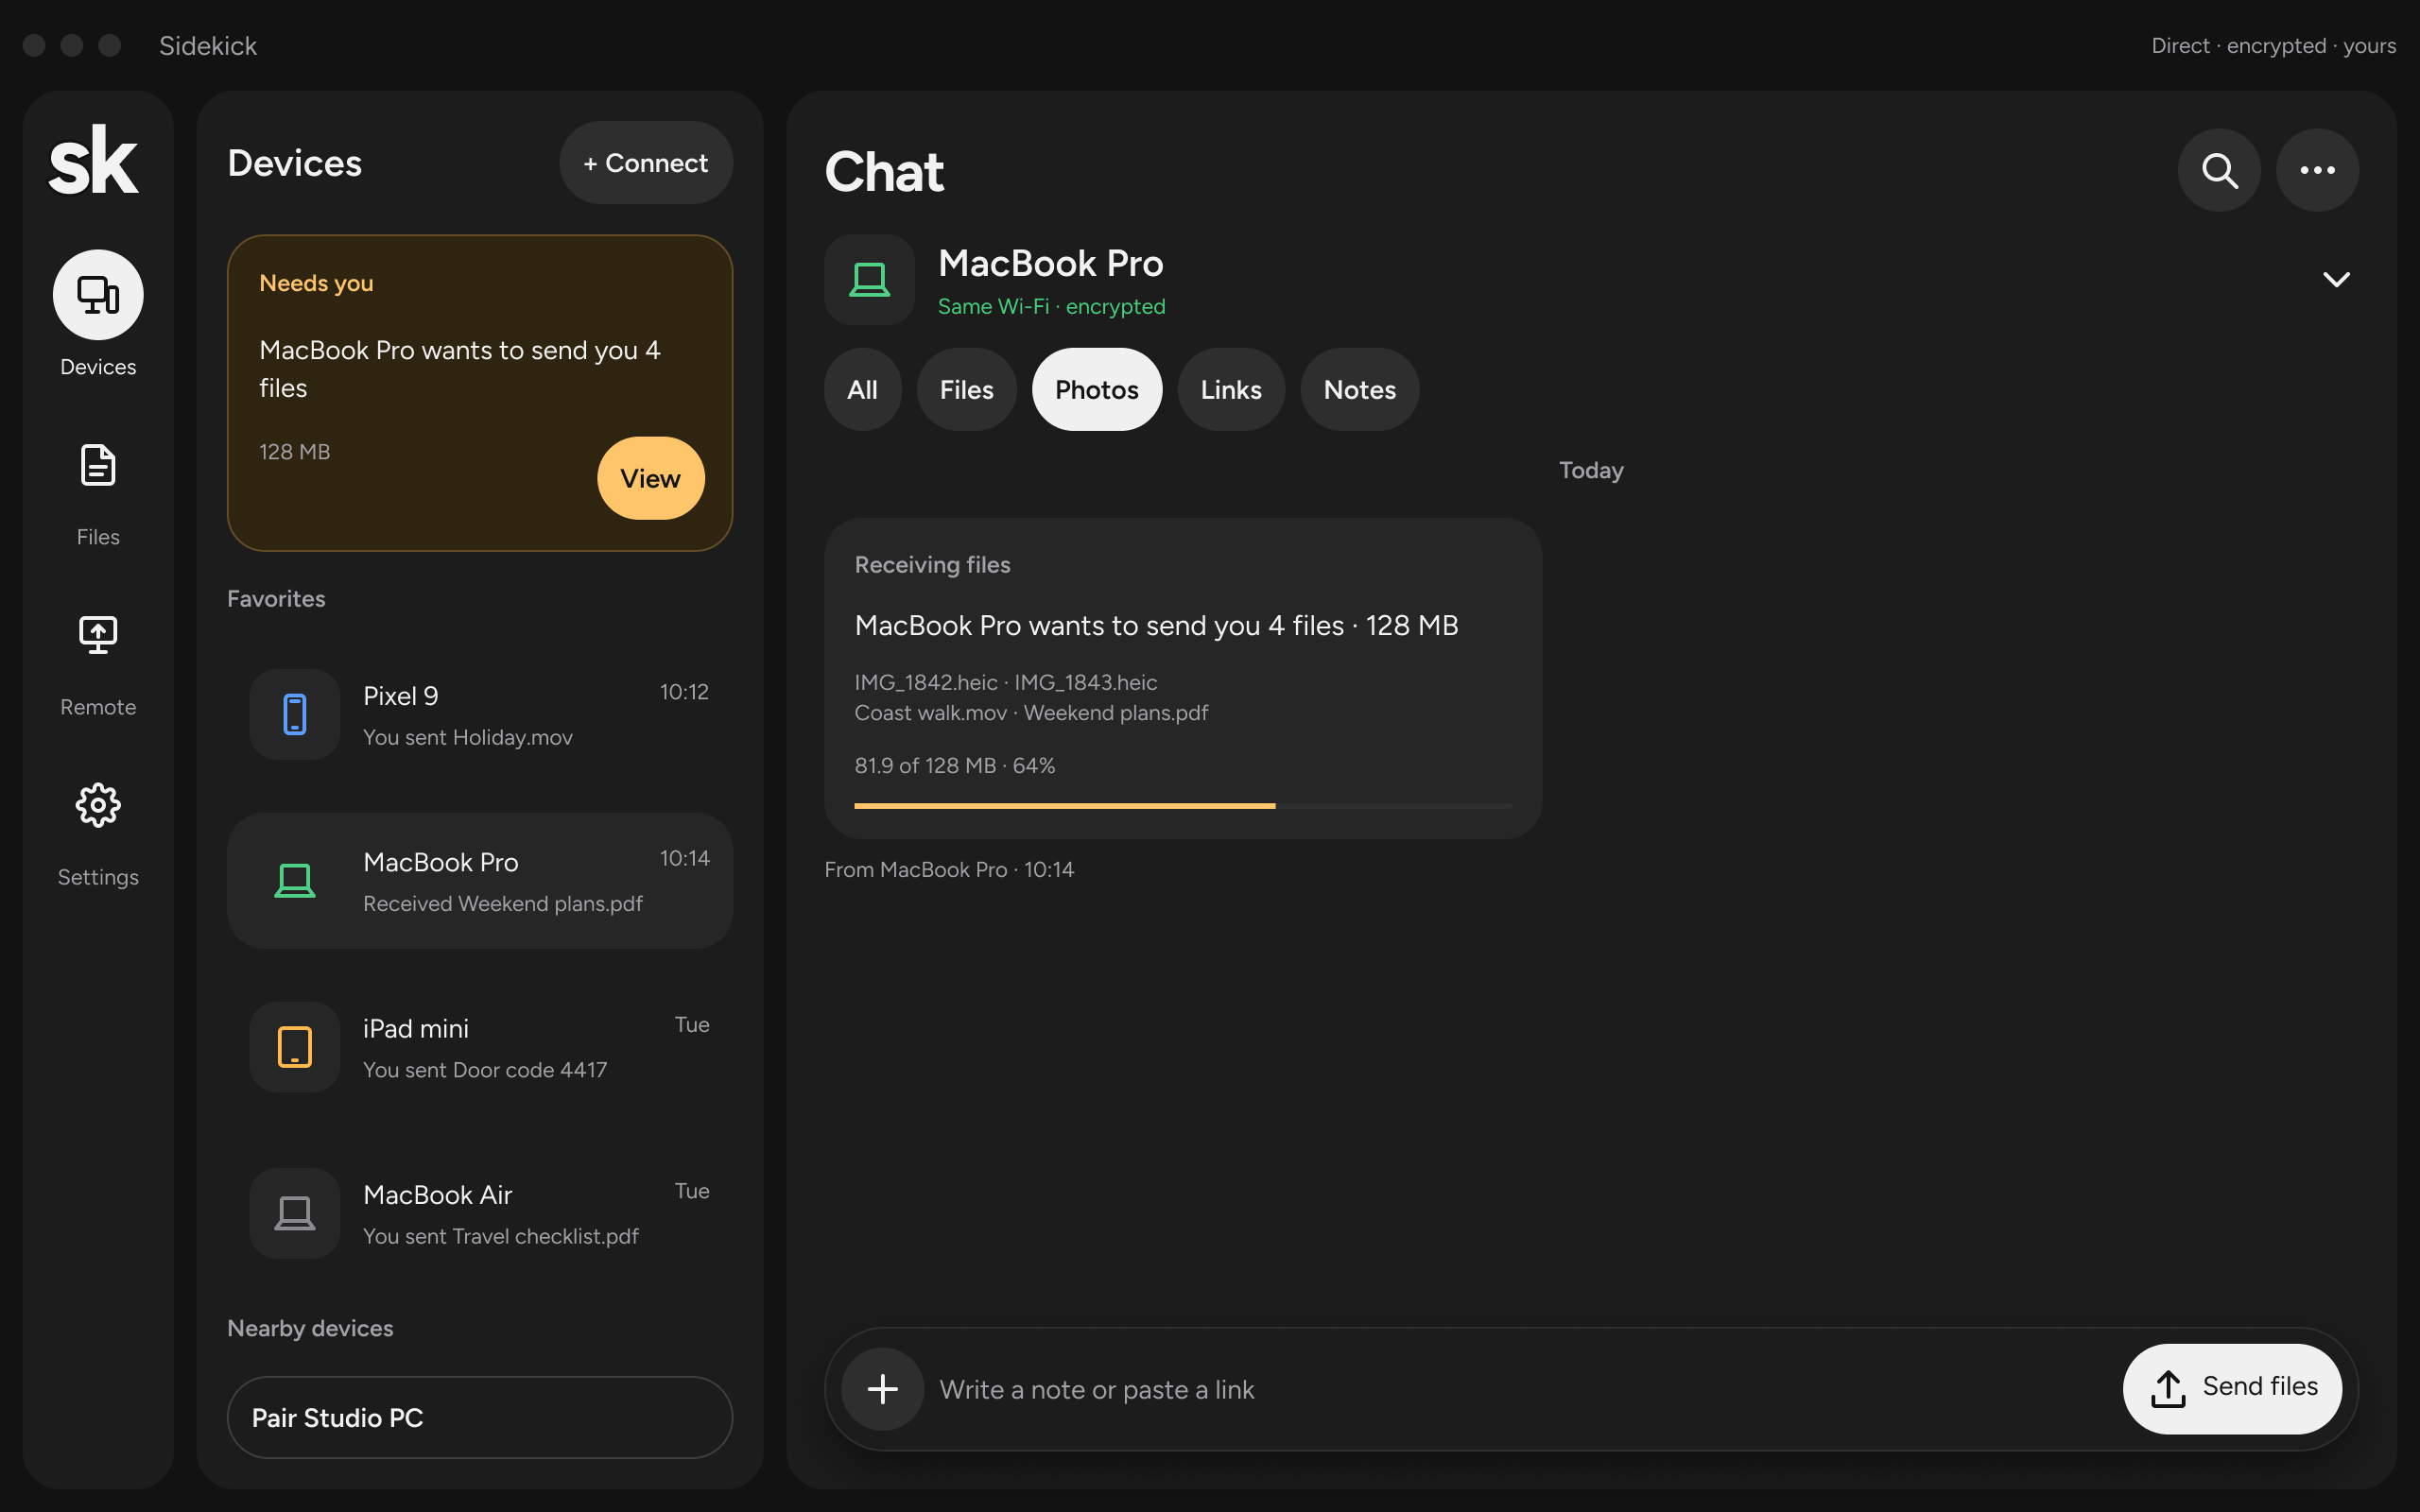 Sidekick
Direct · encrypted · yours
sk
Devices
Files
Remote
Settings
Devices
+ Connect
Needs you
MacBook Pro wants to send you 4
files
128 MB
View
Favorites
Pixel 9
10:12
You sent Holiday.mov
MacBook Pro
10:14
Received Weekend plans.pdf
iPad mini
Tue
You sent Door code 4417
MacBook Air
Tue
You sent Travel checklist.pdf
Nearby devices
Pair Studio PC
Chat
MacBook Pro
Same Wi-Fi · encrypted
All
Files
Photos
Links
Notes
Today
Receiving files
MacBook Pro wants to send you 4 files · 128 MB
IMG_1842.heic · IMG_1843.heic
Coast walk.mov · Weekend plans.pdf
81.9 of 128 MB · 64%
From MacBook Pro · 10:14
Write a note or paste a link
Send files